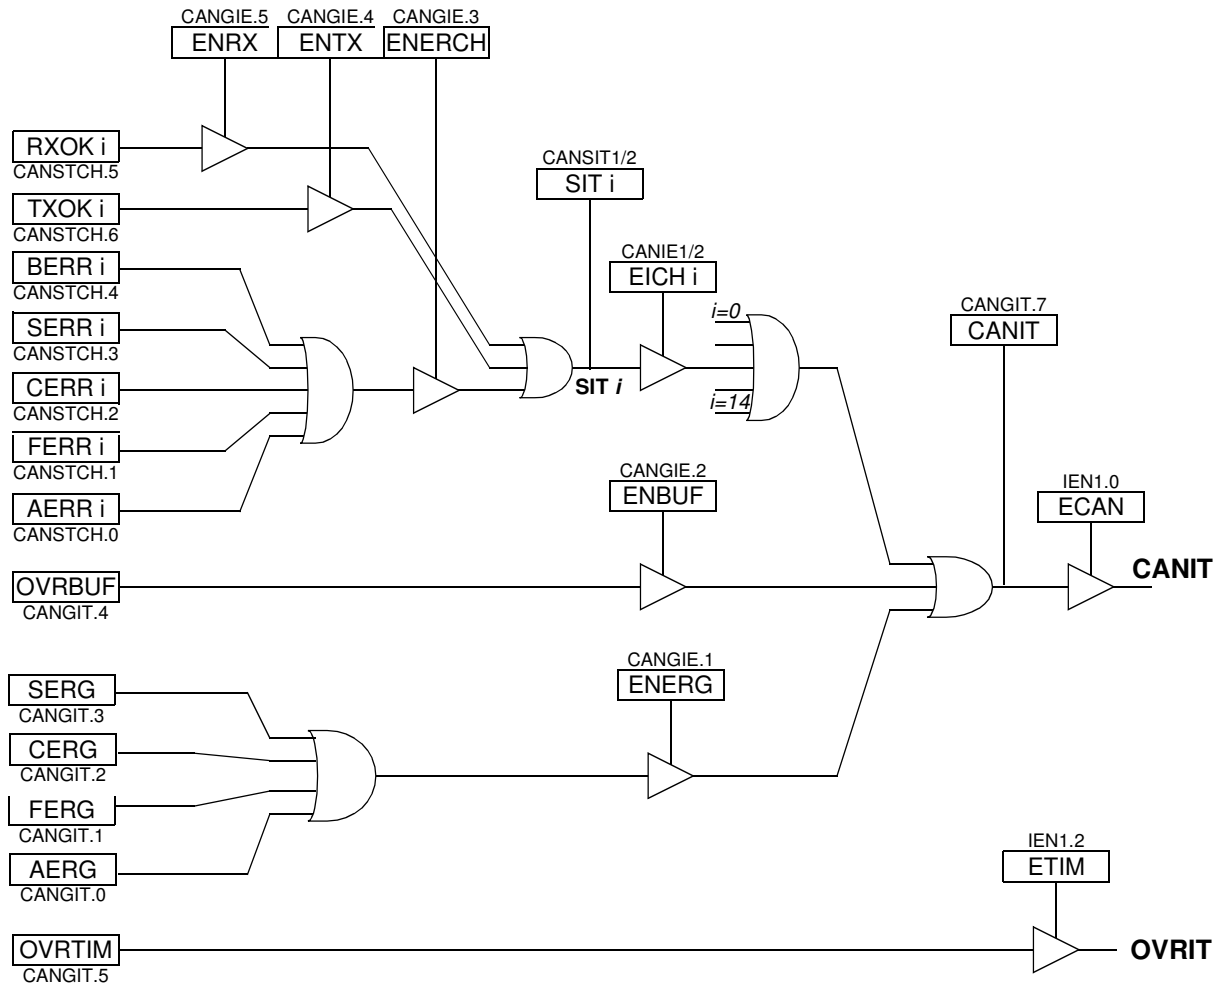 CANGIE.5 CANGIE.4 CANGIE.3
ENRX ENTX ENERCH
RXOK i
CANSTCH.5
TXOK i
CANSTCH.6
BERR i
CANSTCH.4
SERR i
CANSTCH.3
CERR i
CANSTCH.2
FERR i
CANSTCH.1
AERR i
CANSTCH.0
CANSIT1/2
SIT i
SIT i
CANIE1/2
EICH i
i=0
i=14
CANGIT.7
CANIT
CANGIE.2
ENBUF
IEN1.0
ECAN
CANIT
OVRBUF
CANGIT.4
CANGIE.1
ENERG
SERG
CANGIT.3
CERG
CANGIT.2
FERG
CANGIT.1
AERG
CANGIT.0
IEN1.2
ETIM
OVRTIM
CANGIT.5
OVRIT